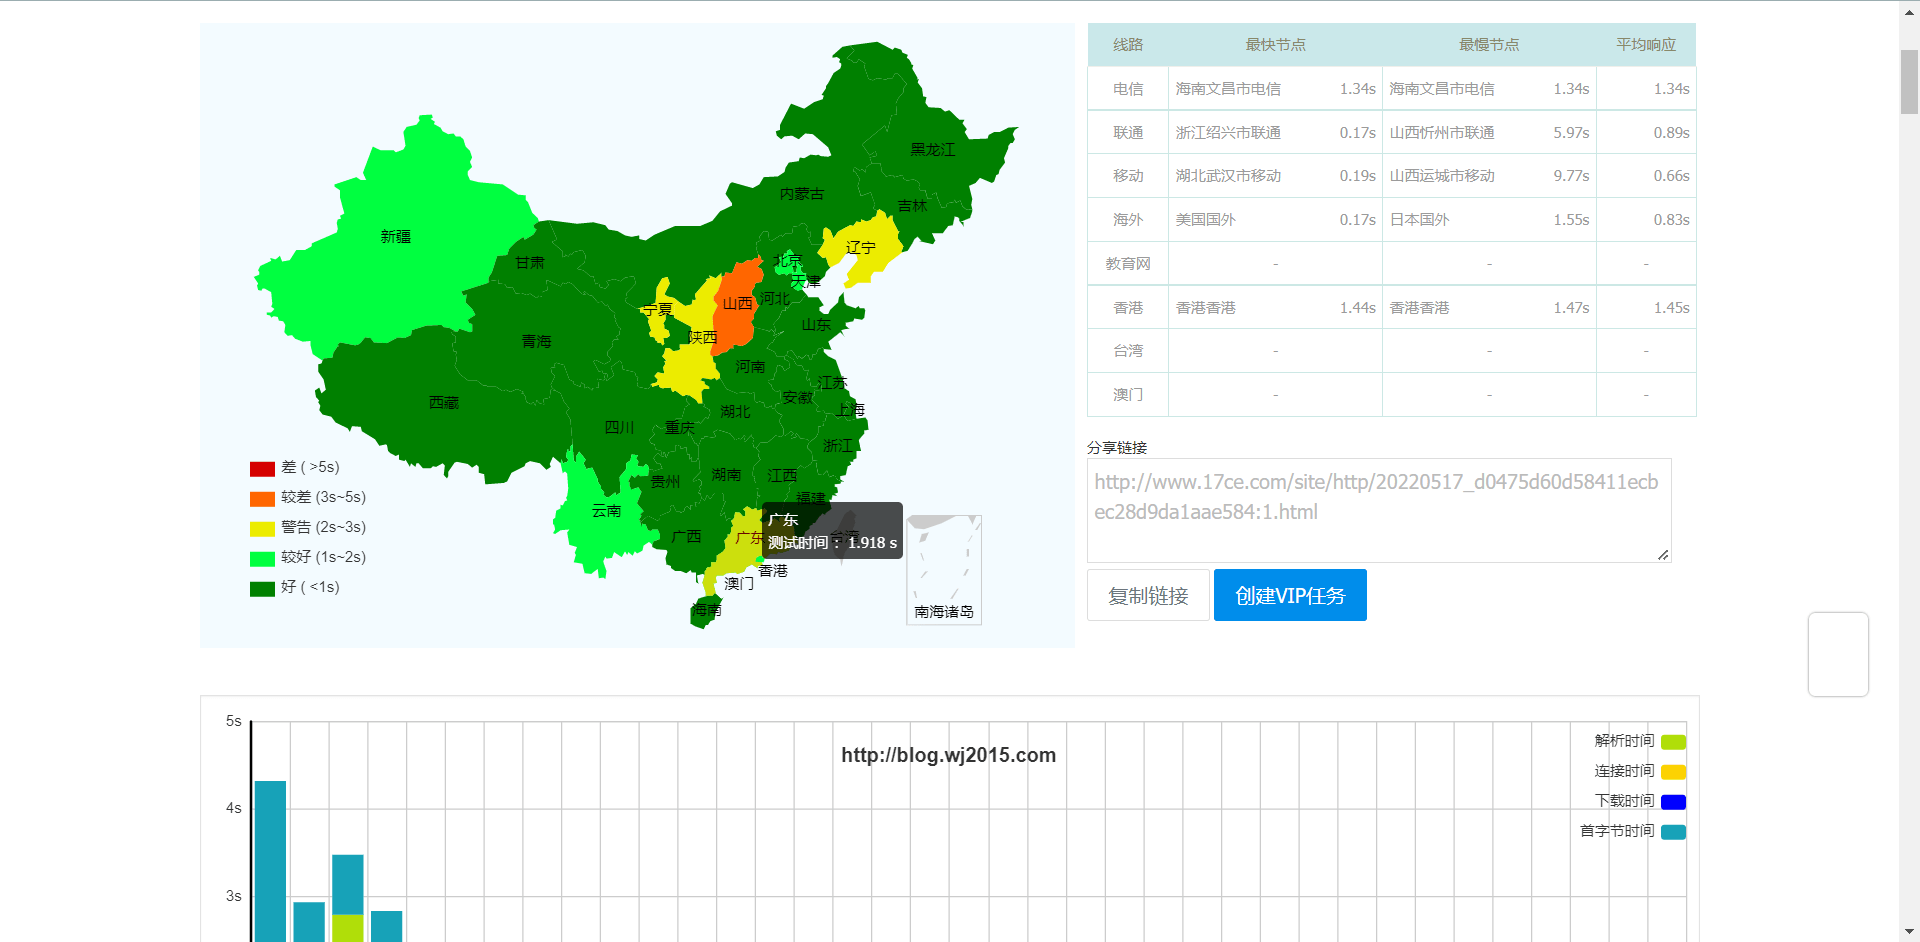 黑龙江
内蒙古
吉林
新疆
辽宁
甘肃
北京
天津
宁夏
山西
河北
山东
陕西
青海
河南
江苏
安徽
西藏
上海
湖北
四川
重庆
浙江
湖南
江西
贵州
福建
云南
广西
广东
台湾
香港
澳门
海南
南海诸岛
广东
测试时间 : 1.918 s
差 ( >5s)
较差 (3s~5s)
警告 (2s~3s)
较好 (1s~2s)
好 ( <1s)
线路 最快节点 最慢节点 平均响应
电信 海南文昌市电信 1.34s 海南文昌市电信 1.34s 1.34s
联通 浙江绍兴市联通 0.17s 山西忻州市联通 5.97s 0.89s
移动 湖北武汉市移动 0.19s 山西运城市移动 9.77s 0.66s
海外 美国国外 0.17s 日本国外 1.55s 0.83s
教育网 - - -
香港 香港香港 1.44s 香港香港 1.47s 1.45s
台湾 - - -
澳门 - - -
分享链接
http://www.17ce.com/site/http/20220517_d0475d60d58411ecb
ec28d9da1aae584:1.html
复制链接 创建VIP任务
http://blog.wj2015.com
5s
4s
3s
解析时间
连接时间
下载时间
首字节时间